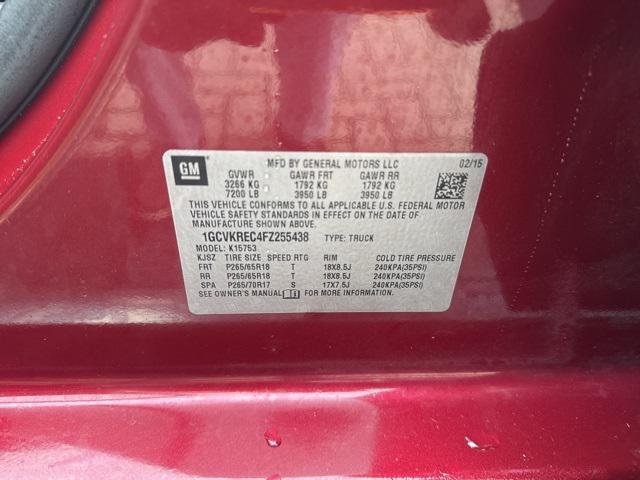 GM
MFD BY GENERAL MOTORS LLC 02/15
GVWR GAWR FRT GAWR RR
3266 KG 1792 KG 1792 KG
7200 LB 3950 LB 3950 LB
THIS VEHICLE CONFORMS TO ALL APPLICABLE U.S. FEDERAL MOTOR
VEHICLE SAFETY STANDARDS IN EFFECT ON THE DATE OF
MANUFACTURE SHOWN ABOVE.
1GCVKREC4FZ255438 TYPE: TRUCK
MODEL: K15753
KJSZ TIRE SIZE SPEED RTG RIM COLD TIRE PRESSURE
FRT P265/65R18 T 18X8.5J 240KPA(35PSI)
RR P265/65R18 T 18X8.5J 240KPA(35PSI)
SPA P265/70R17 S 17X7.5J 240KPA(35PSI)
SEE OWNER'S MANUAL FOR MORE INFORMATION.